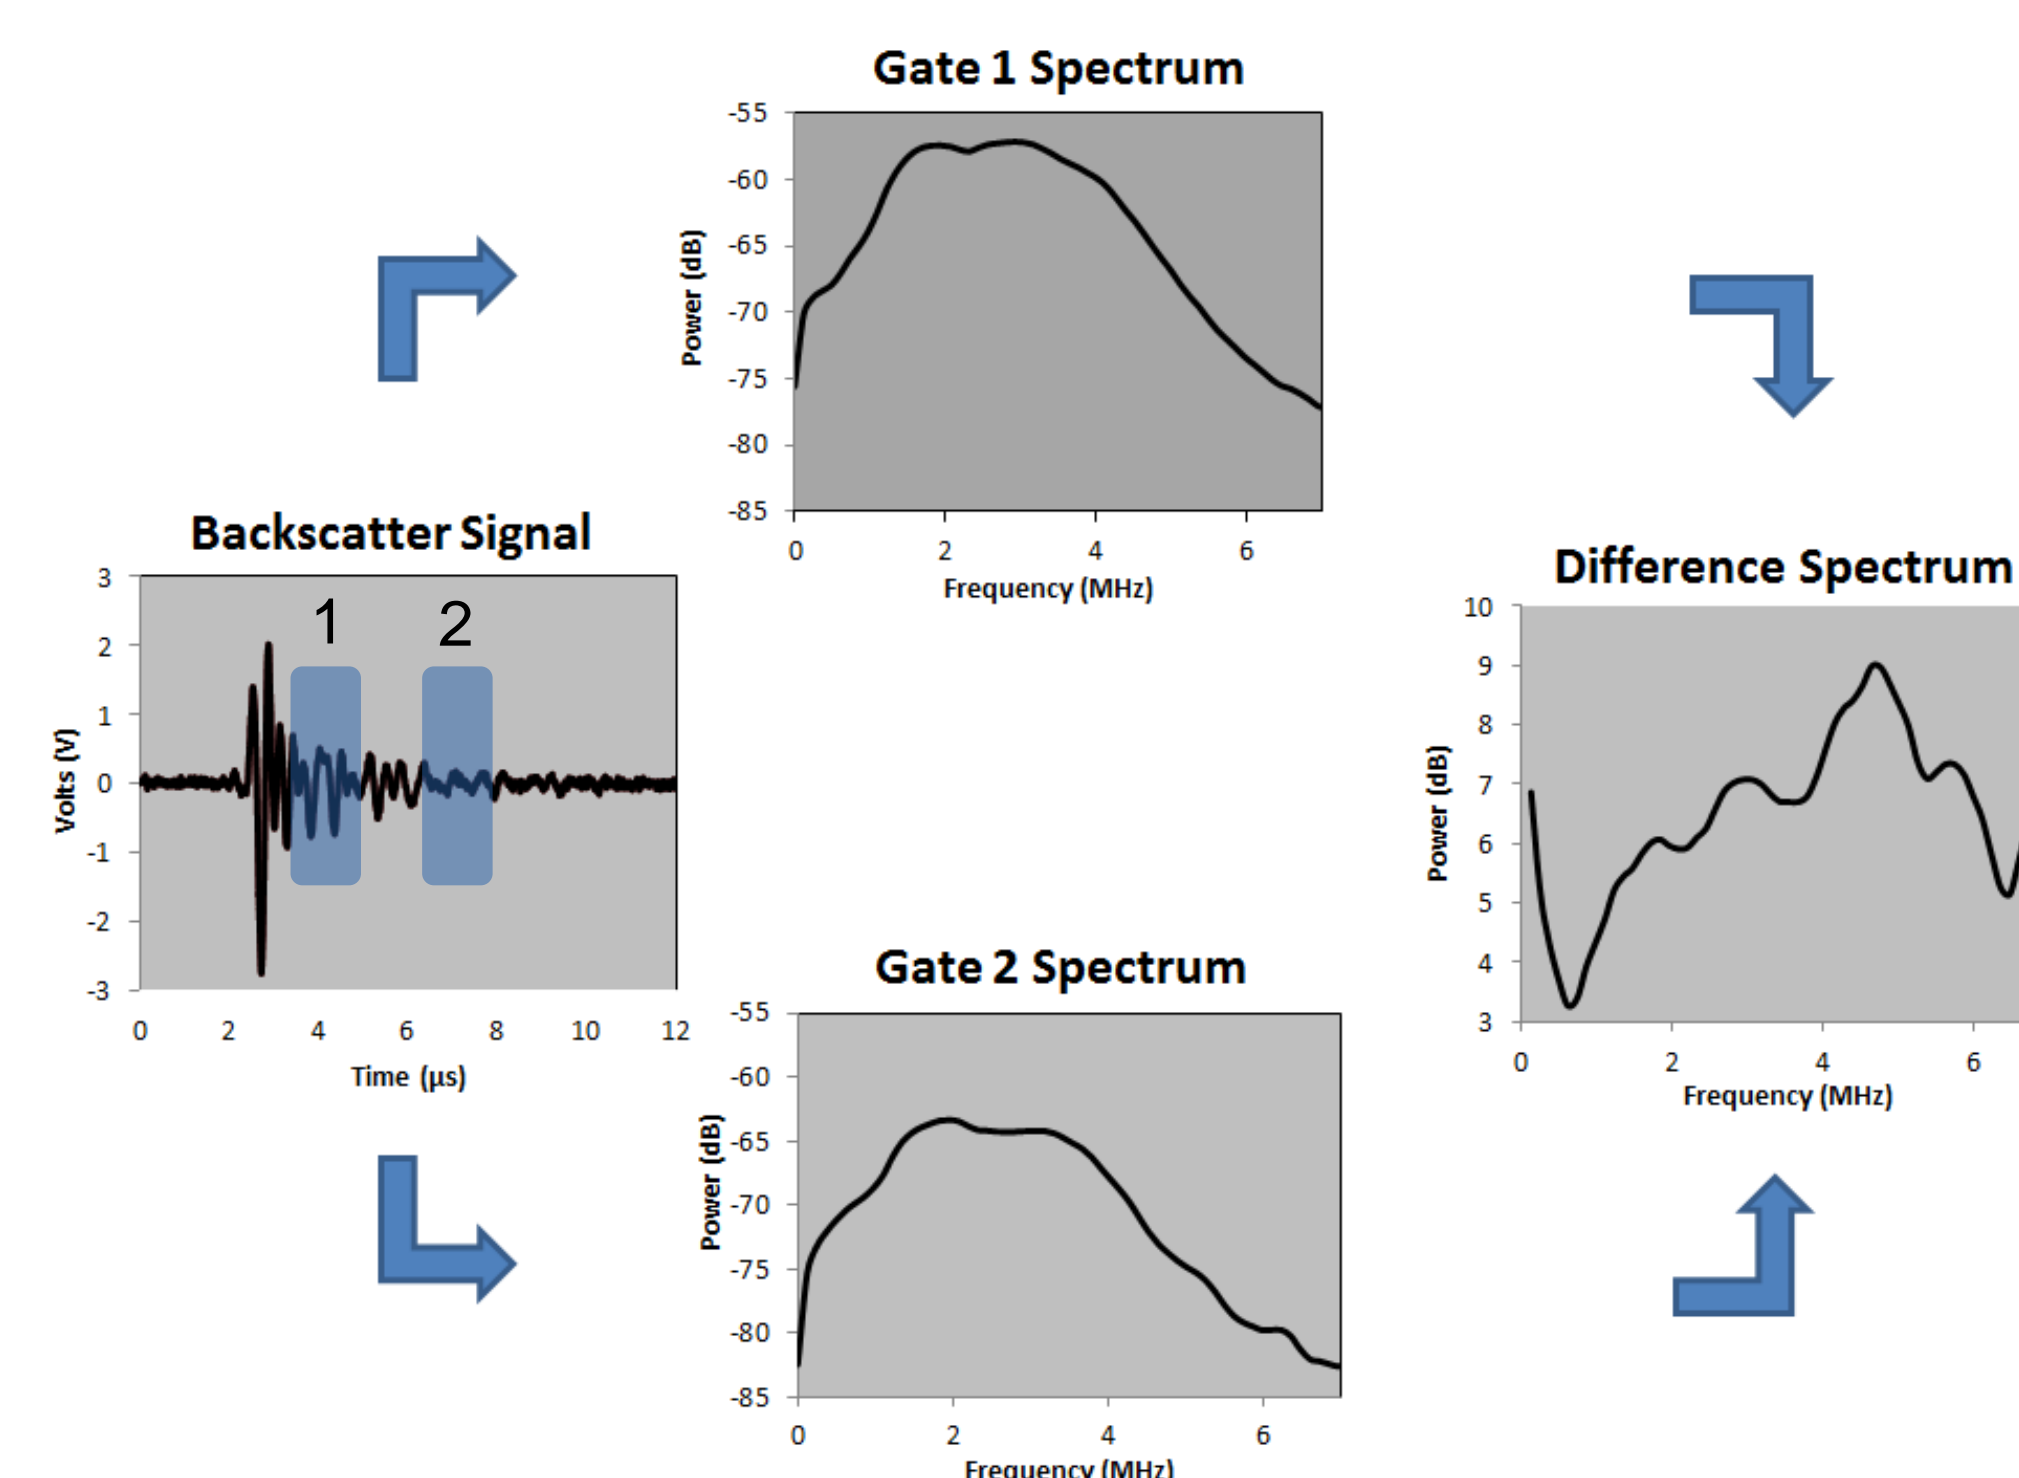 Gate 1 Spectrum
-55
-60
-65
-70
-75
-80
-85
Power (dB)
0 2 4 6
Frequency (MHz)
Backscatter Signal
3
2
1
0
-1
-2
-3
Volts (V)
1 2
0 2 4 6 8 10 12
Time (µs)
Gate 2 Spectrum
-55
-60
-65
-70
-75
-80
-85
Power (dB)
0 2 4 6
Frequency (MHz)
Difference Spectrum
10
9
8
7
6
5
4
3
Power (dB)
0 2 4 6
Frequency (MHz)